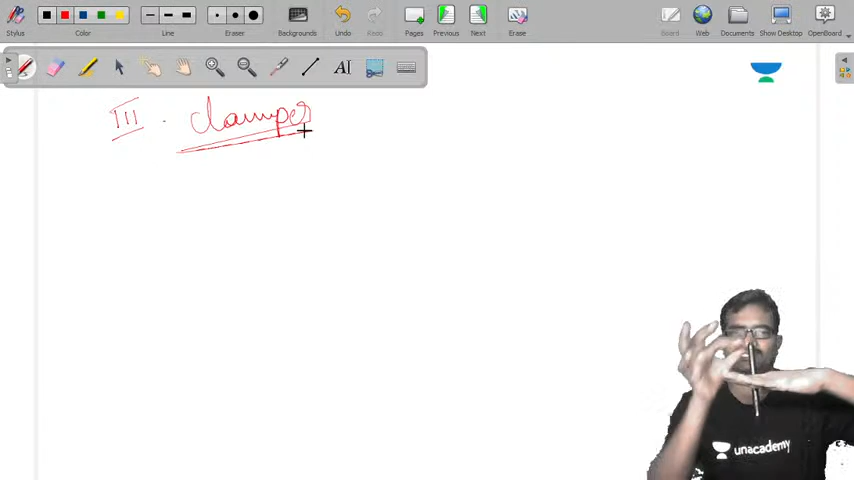 Board Web Documents Show Desktop OpenBoard
Stylus Color Line Eraser Backgrounds Undo Redo Pages Previous Next Erase
AI
III . clamper
unacademy